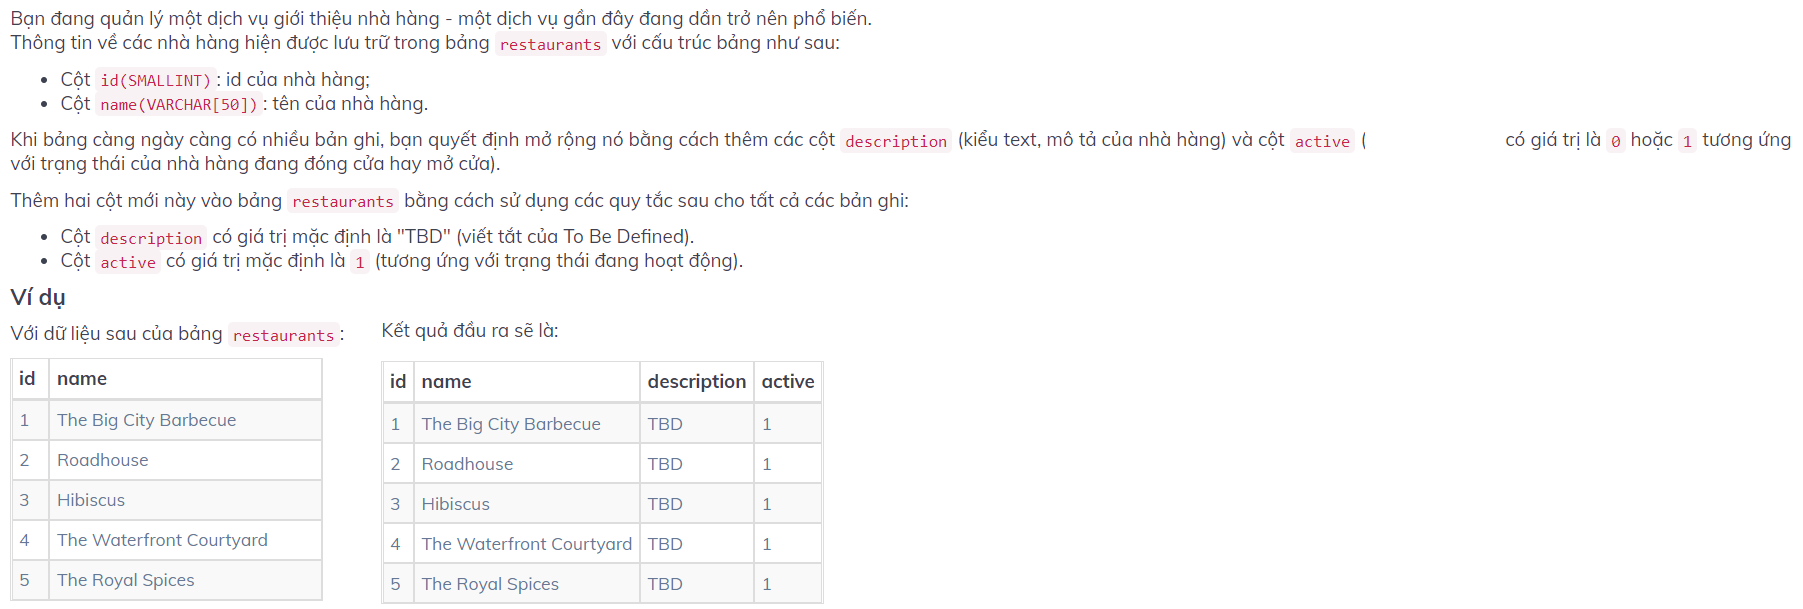 Bạn đang quản lý một dịch vụ giới thiệu nhà hàng - một dịch vụ gần đây đang dần trở nên phổ biến.
Thông tin về các nhà hàng hiện được lưu trữ trong bảng restaurants với cấu trúc bảng như sau:
• Cột id(SMALLINT): id của nhà hàng;
• Cột name(VARCHAR[50]): tên của nhà hàng.
Khi bảng càng ngày càng có nhiều bản ghi, bạn quyết định mở rộng nó bằng cách thêm các cột description (kiểu text, mô tả của nhà hàng) và cột active ( có giá trị là 0 hoặc 1 tương ứng
với trạng thái của nhà hàng đang đóng cửa hay mở cửa).
Thêm hai cột mới này vào bảng restaurants bằng cách sử dụng các quy tắc sau cho tất cả các bản ghi:
• Cột description có giá trị mặc định là "TBD" (viết tắt của To Be Defined).
• Cột active có giá trị mặc định là 1 (tương ứng với trạng thái đang hoạt động).
Ví dụ
Với dữ liệu sau của bảng restaurants:
id name
1 The Big City Barbecue
2 Roadhouse
3 Hibiscus
4 The Waterfront Courtyard
5 The Royal Spices
Kết quả đầu ra sẽ là:
id name description active
1 The Big City Barbecue TBD 1
2 Roadhouse TBD 1
3 Hibiscus TBD 1
4 The Waterfront Courtyard TBD 1
5 The Royal Spices TBD 1